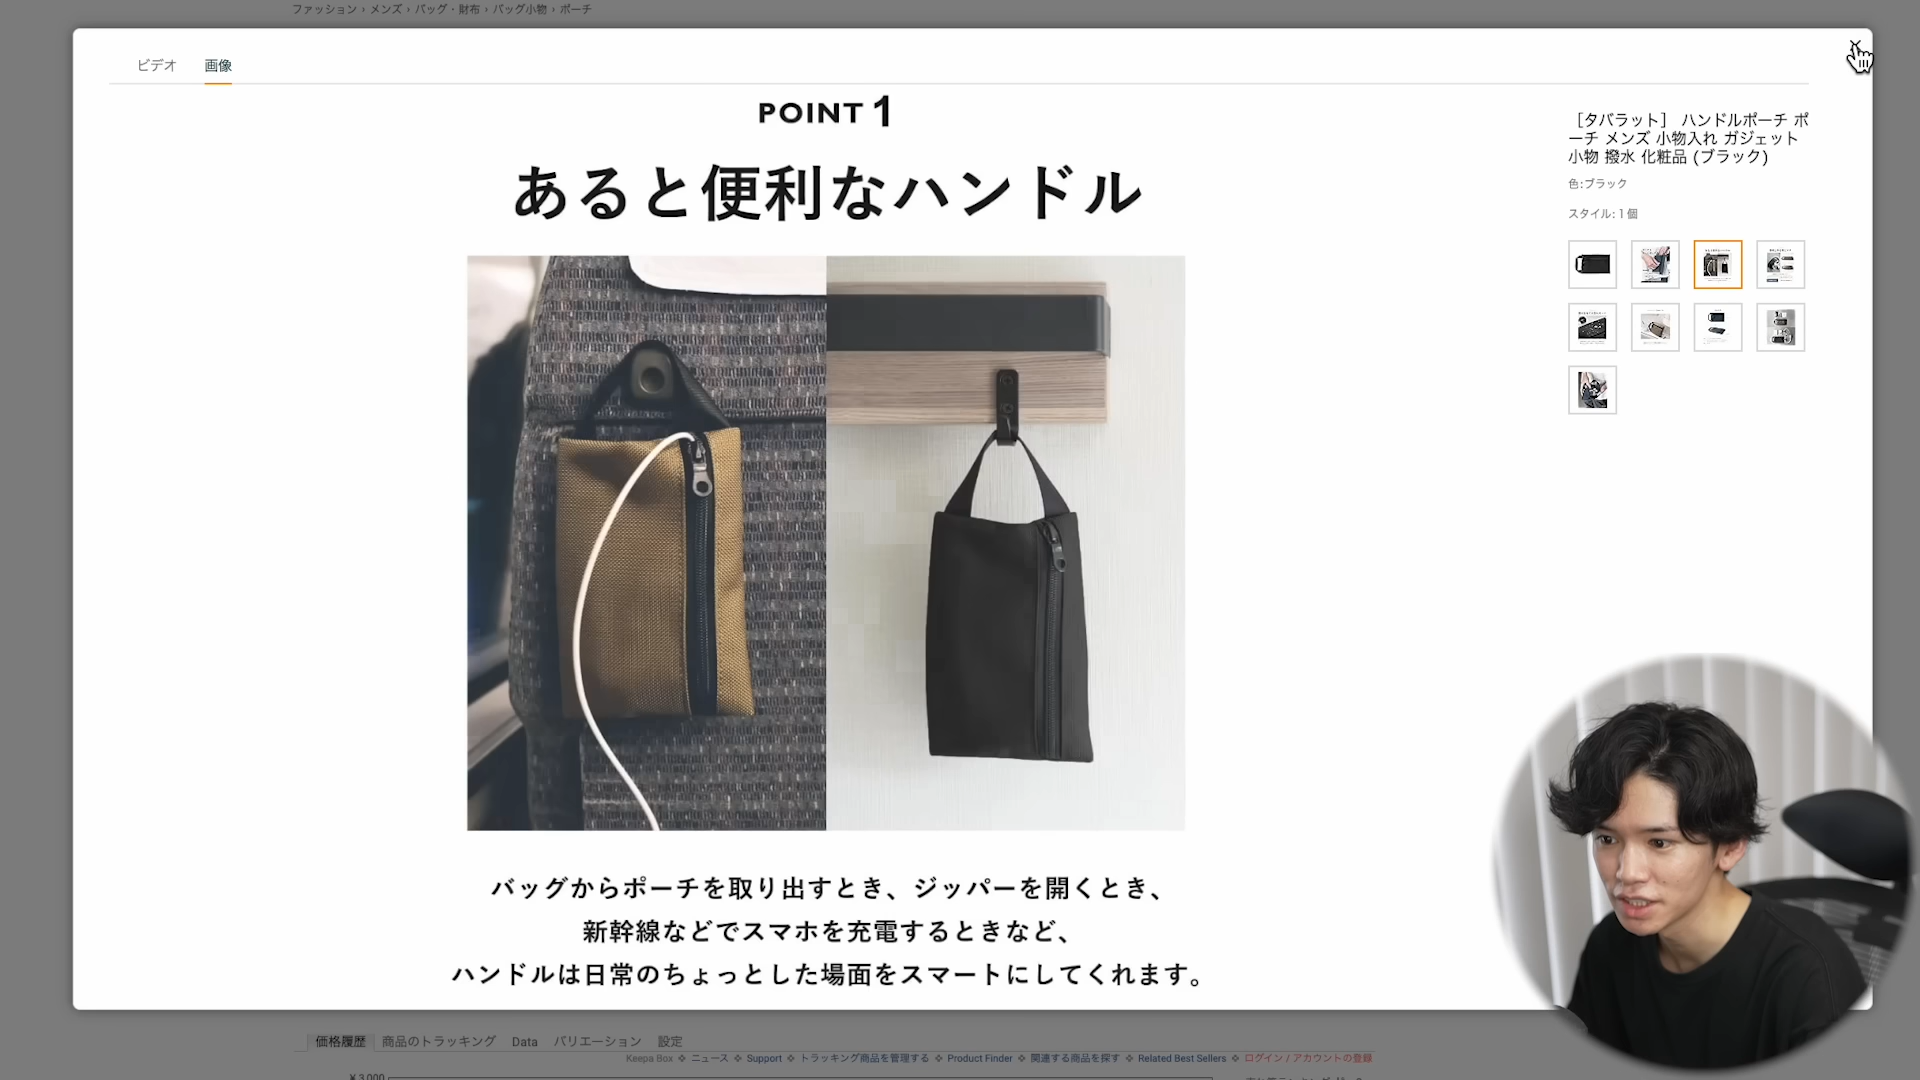 ファッション › メンズ › バッグ・財布 › バッグ小物 › ポーチ
ビデオ 画像
POINT 1
あると便利なハンドル
バッグからポーチを取り出すとき、ジッパーを開くとき、
新幹線などでスマホを充電するときなど、
ハンドルは日常のちょっとした場面をスマートにしてくれます。
［タバラット］ ハンドルポーチ ポ
ーチ メンズ 小物入れ ガジェット
小物 撥水 化粧品 (ブラック)
色:ブラック
スタイル: 1 個
価格履歴 商品のトラッキング Data バリエーション 設定
Keepa Box ❖ ニュース ❖ Support ❖ トラッキング商品を管理する ❖ Product Finder ❖ 関連する商品を探す ❖ Related Best Sellers ❖ ログイン / アカウントの登録
¥ 3,000